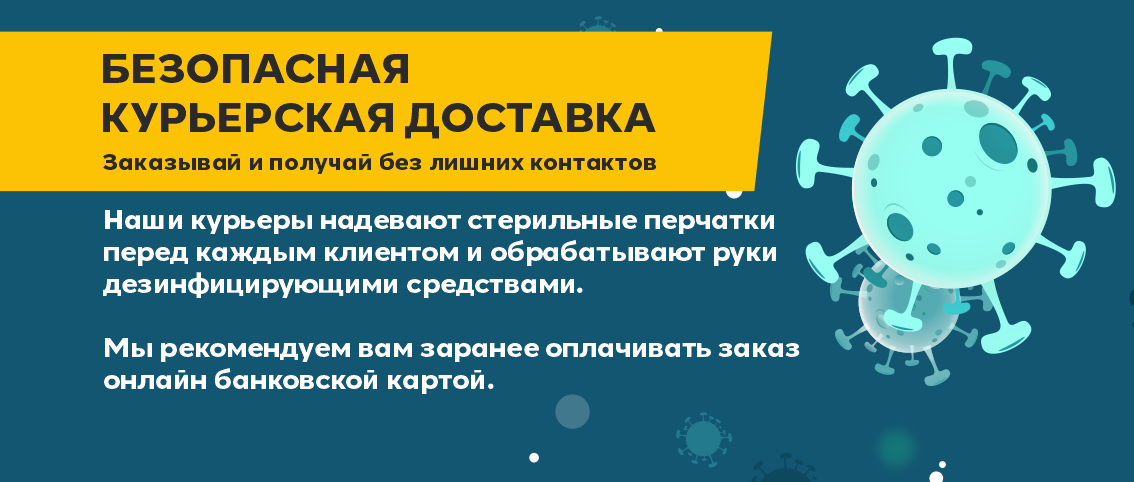 БЕЗОПАСНАЯ
КУРЬЕРСКАЯ ДОСТАВКА
Заказывай и получай без лишних контактов
Наши курьеры надевают стерильные перчатки
перед каждым клиентом и обрабатывают руки
дезинфицирующими средствами.
Мы рекомендуем вам заранее оплачивать заказ
онлайн банковской картой.